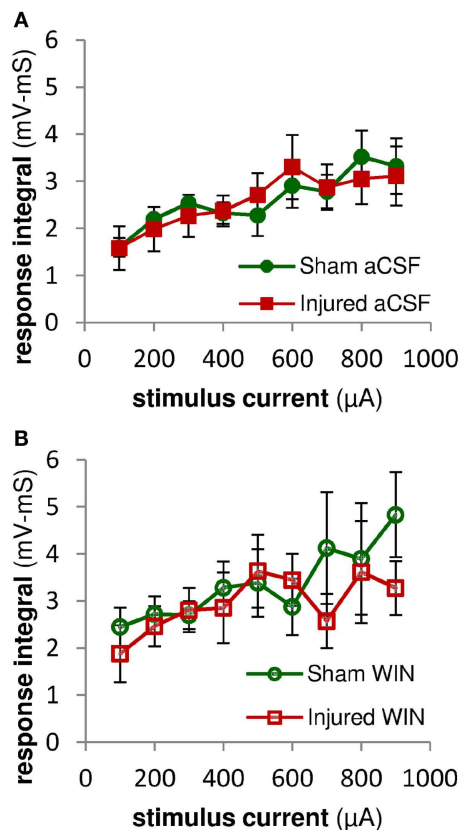 A
response integral (mV-mS)
6
5
4
3
2
1
0
Sham aCSF
Injured aCSF
0 200 400 600 800 1000
stimulus current (µA)
B
response integral (mV-mS)
6
5
4
3
2
1
0
Sham WIN
Injured WIN
0 200 400 600 800 1000
stimulus current (µA)